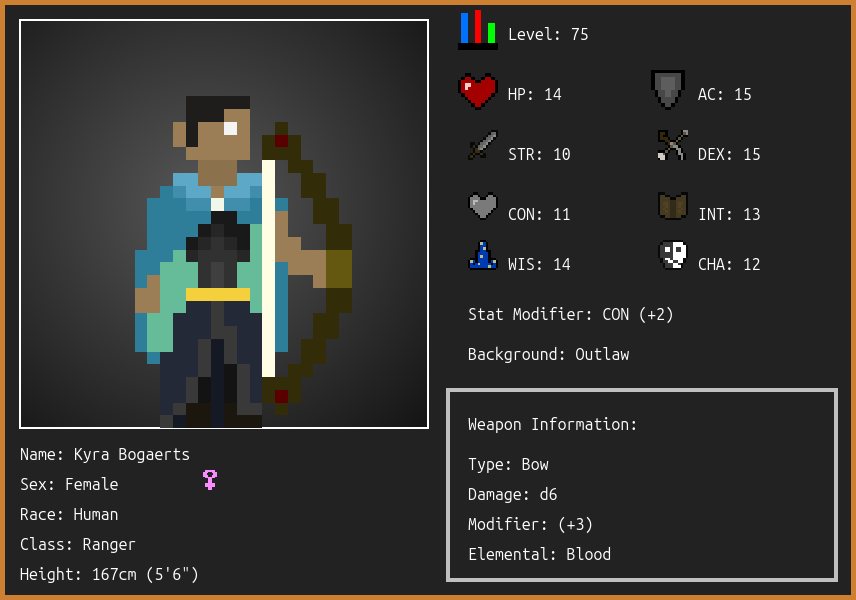 Level: 75
HP: 14
AC: 15
STR: 10
DEX: 15
CON: 11
INT: 13
WIS: 14
CHA: 12
Stat Modifier: CON (+2)
Background: Outlaw
Weapon Information:
Type: Bow
Damage: d6
Modifier: (+3)
Elemental: Blood
Name: Kyra Bogaerts
Sex: Female
Race: Human
Class: Ranger
Height: 167cm (5'6")